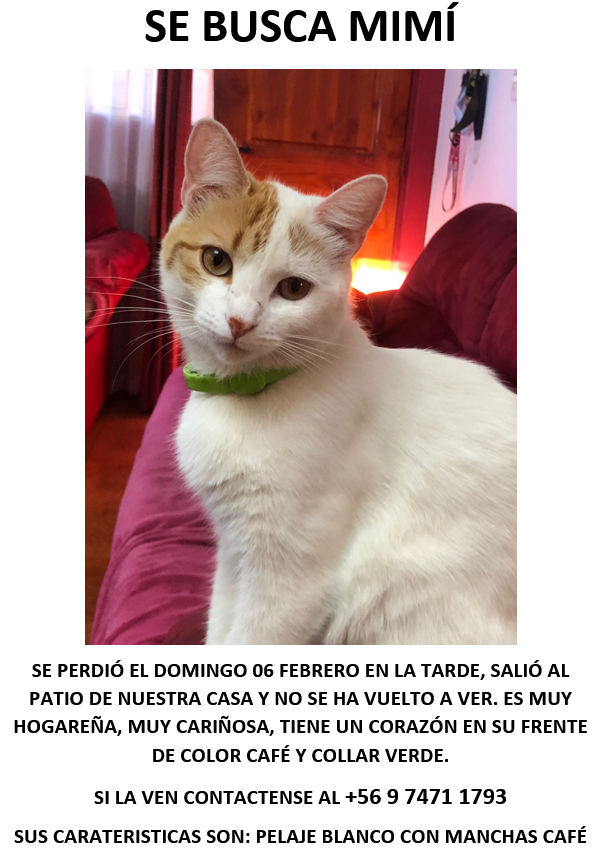 SE BUSCA MIMÍ
SE PERDIÓ EL DOMINGO 06 FEBRERO EN LA TARDE, SALIÓ AL
PATIO DE NUESTRA CASA Y NO SE HA VUELTO A VER. ES MUY
HOGAREÑA, MUY CARIÑOSA, TIENE UN CORAZÓN EN SU FRENTE
DE COLOR CAFÉ Y COLLAR VERDE.
SI LA VEN CONTACTENSE AL +56 9 7471 1793
SUS CARATERISTICAS SON: PELAJE BLANCO CON MANCHAS CAFÉ